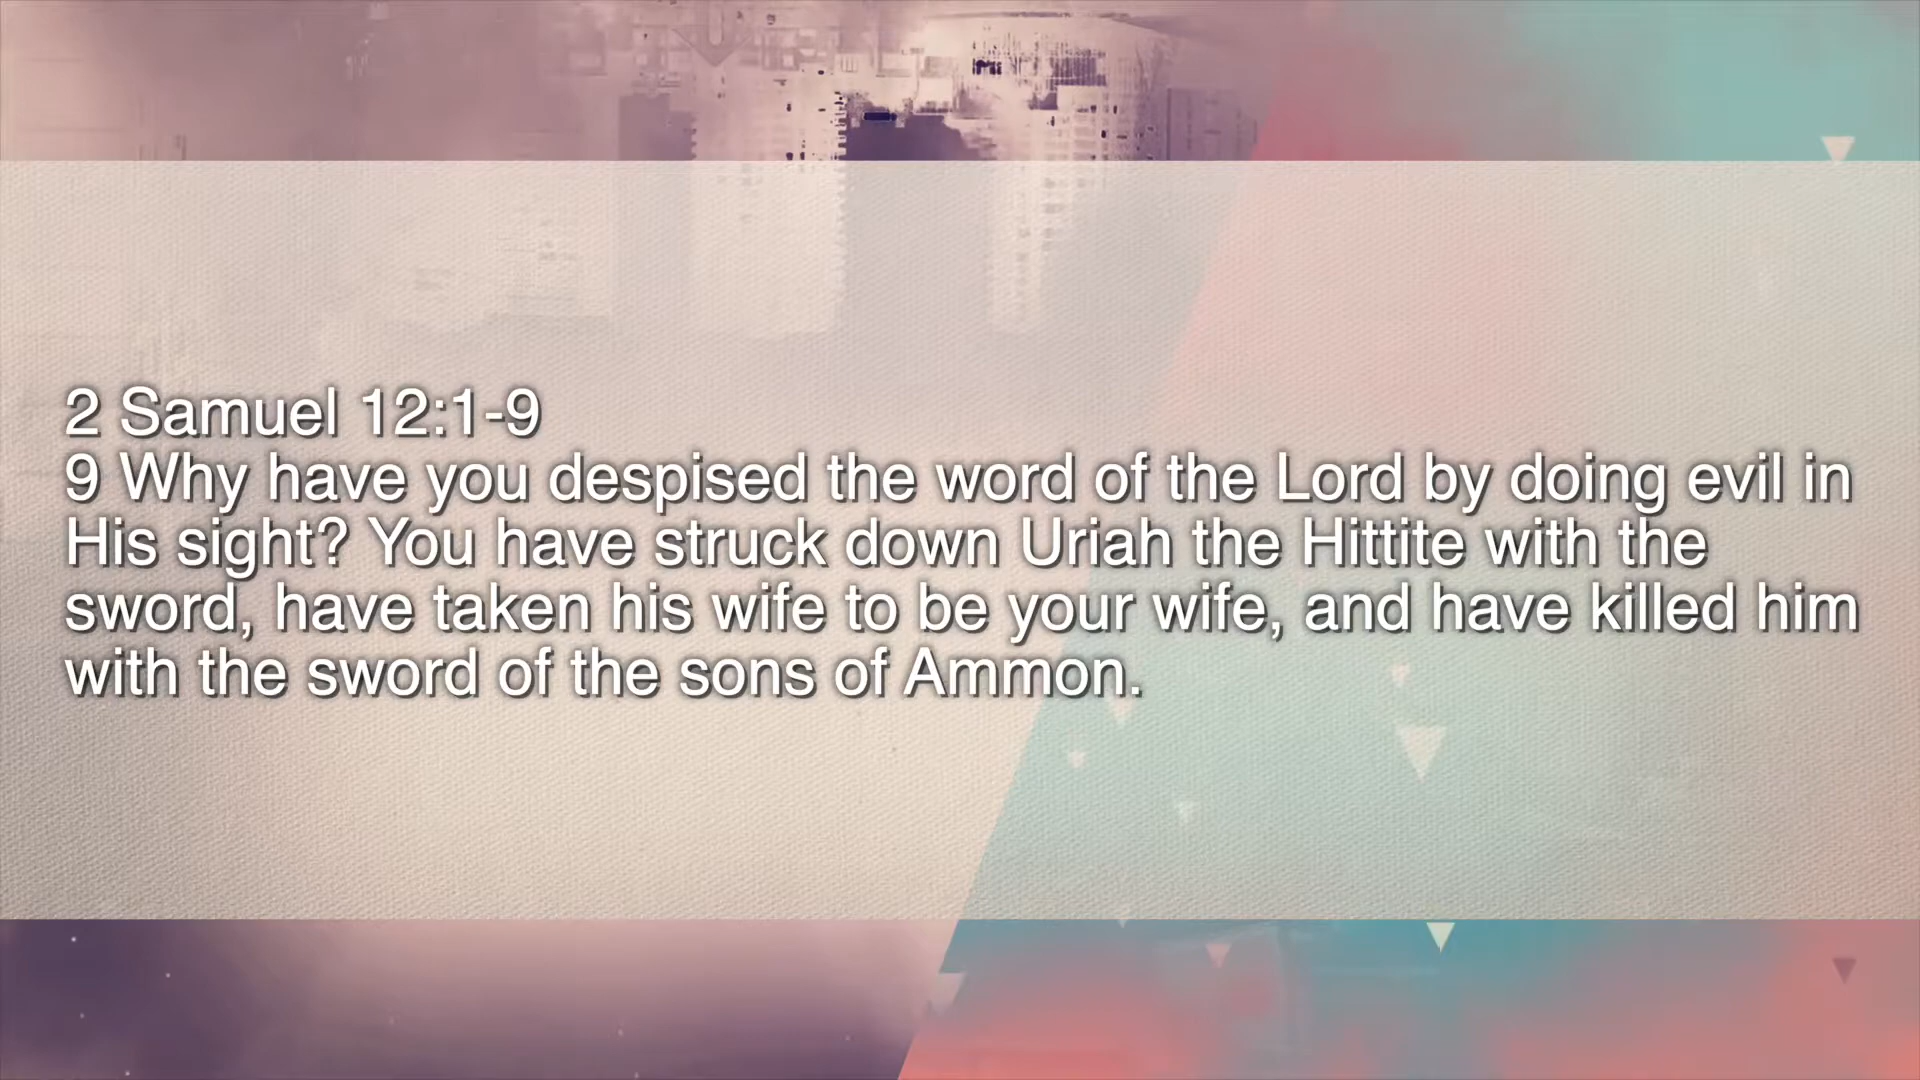 2 Samuel 12:1-9
9 Why have you despised the word of the Lord by doing evil in
His sight? You have struck down Uriah the Hittite with the
sword, have taken his wife to be your wife, and have killed him
with the sword of the sons of Ammon.